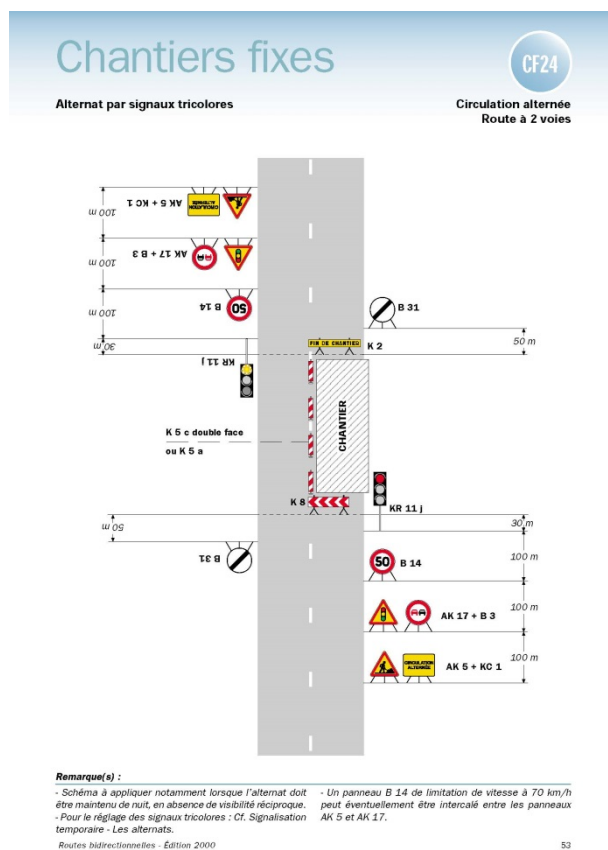 Chantiers fixes
CF24
Alternat par signaux tricolores
Circulation alternée
Route à 2 voies
AK 5 + KC 1
CIRCULATION
ALTERNÉE
100 m
AK 17 + B 3
100 m
B 14
50
100 m
B 31
50 m
30 m
KR 11 j
FIN DE CHANTIER
K 2
K 5 c double face
ou K 5 a
CHANTIER
K 8
KR 11 j
50 m
30 m
B 31
100 m
50
B 14
100 m
AK 17 + B 3
100 m
CIRCULATION
ALTERNÉE
AK 5 + KC 1
Remarque(s) :
- Schéma à appliquer notamment lorsque l'alternat doit
être maintenu de nuit, en absence de visibilité réciproque.
- Pour le réglage des signaux tricolores : Cf. Signalisation
temporaire - Les alternats.
- Un panneau B 14 de limitation de vitesse à 70 km/h
peut éventuellement être intercalé entre les panneaux
AK 5 et AK 17.
Routes bidirectionnelles - Édition 2000
53